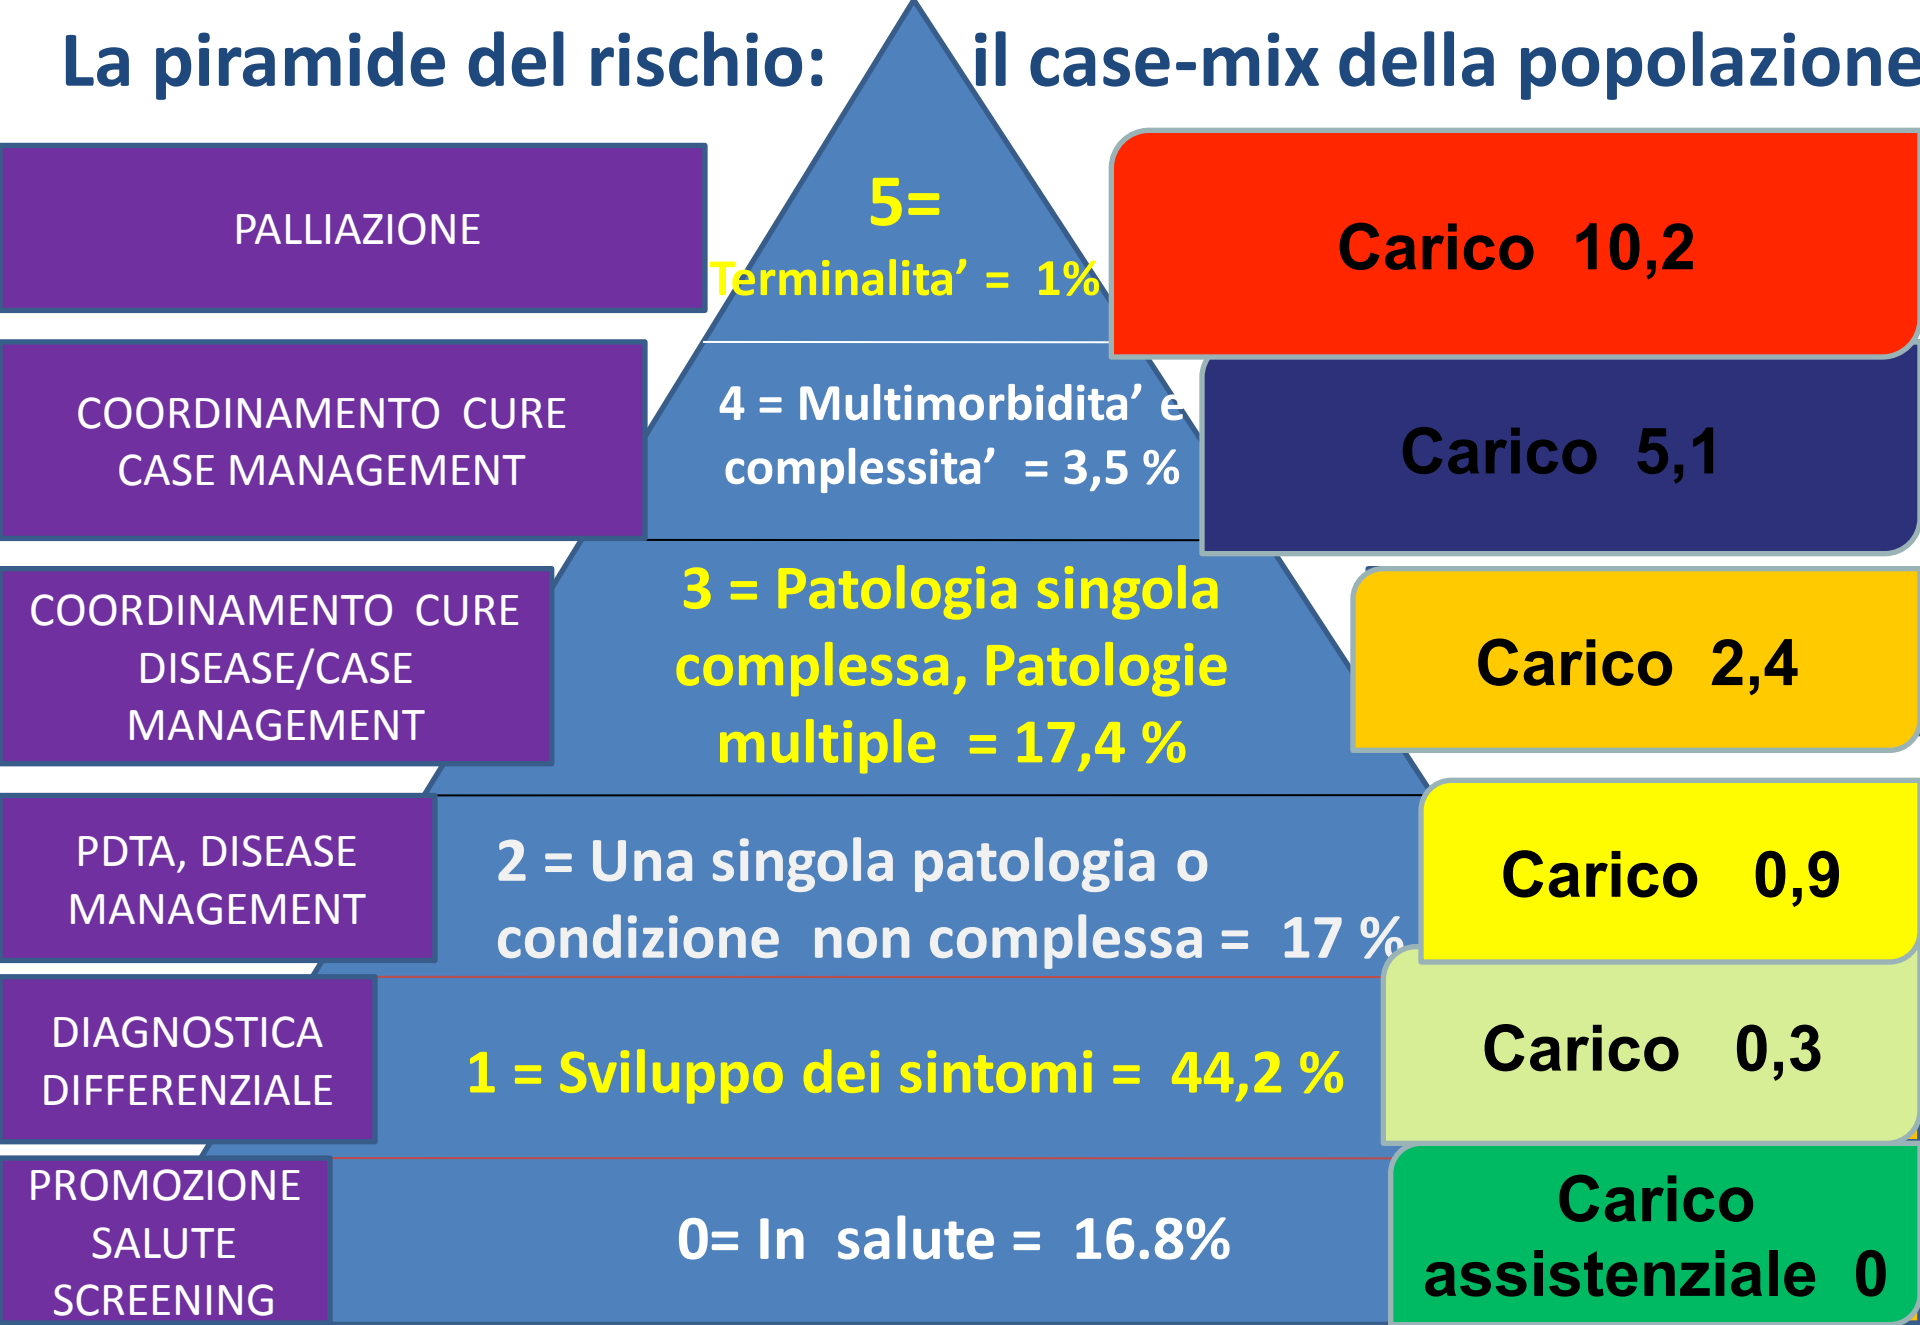 La piramide del rischio: il case-mix della popolazione
PALLIAZIONE
5=
Terminalita’ = 1%
Carico 10,2
COORDINAMENTO CURE
CASE MANAGEMENT
4 = Multimorbidita’ e
complessita’ = 3,5 %
Carico 5,1
COORDINAMENTO CURE
DISEASE/CASE
MANAGEMENT
3 = Patologia singola
complessa, Patologie
multiple = 17,4 %
Carico 2,4
PDTA, DISEASE
MANAGEMENT
2 = Una singola patologia o
condizione non complessa = 17 %
Carico 0,9
DIAGNOSTICA
DIFFERENZIALE
1 = Sviluppo dei sintomi = 44,2 %
Carico 0,3
PROMOZIONE
SALUTE
SCREENING
0= In salute = 16.8%
Carico
assistenziale 0